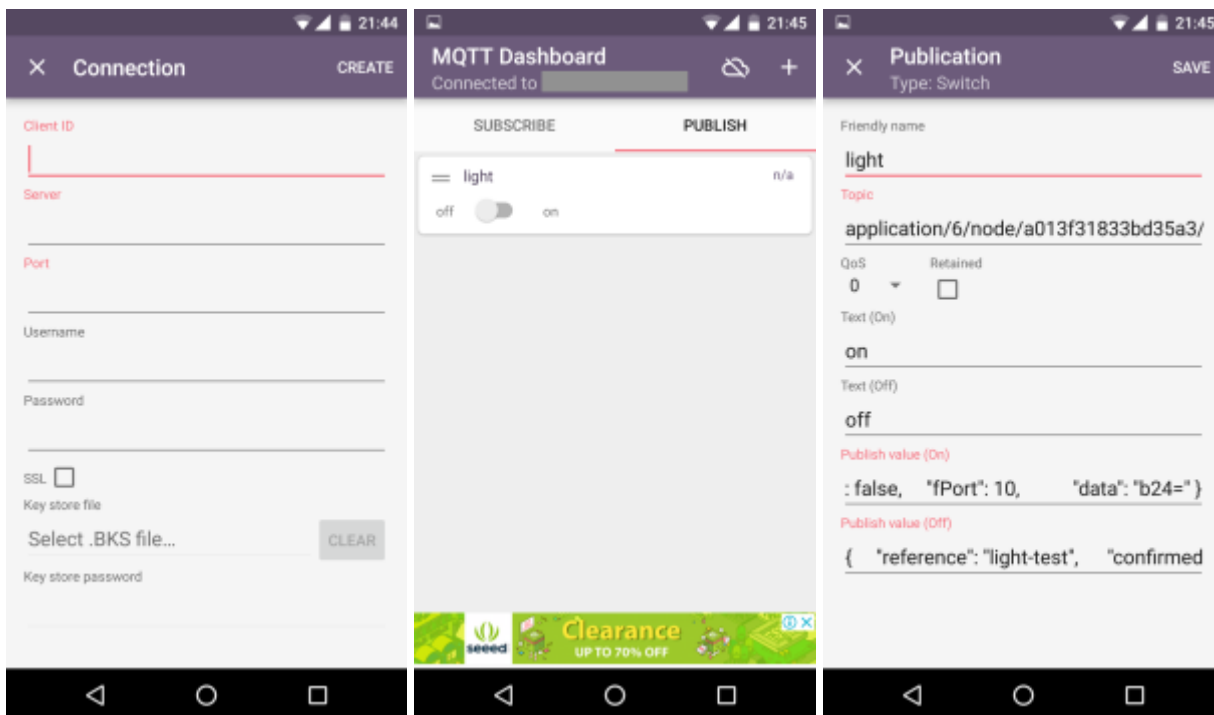 21:44
Connection
CREATE
Client ID
Server
Port
Username
Password
SSL
Key store file
Select .BKS file...
CLEAR
Key store password
21:45
MQTT Dashboard
Connected to
SUBSCRIBE
PUBLISH
light
n/a
off
on
seeed
Clearance
UP TO 70% OFF
21:45
Publication
SAVE
Type: Switch
Friendly name
light
Topic
application/6/node/a013f31833bd35a3/
QoS
Retained
0
Text (On)
on
Text (Off)
off
Publish value (On)
: false, "fPort": 10, "data": "b24=" }
Publish value (Off)
{ "reference": "light-test", "confirmed